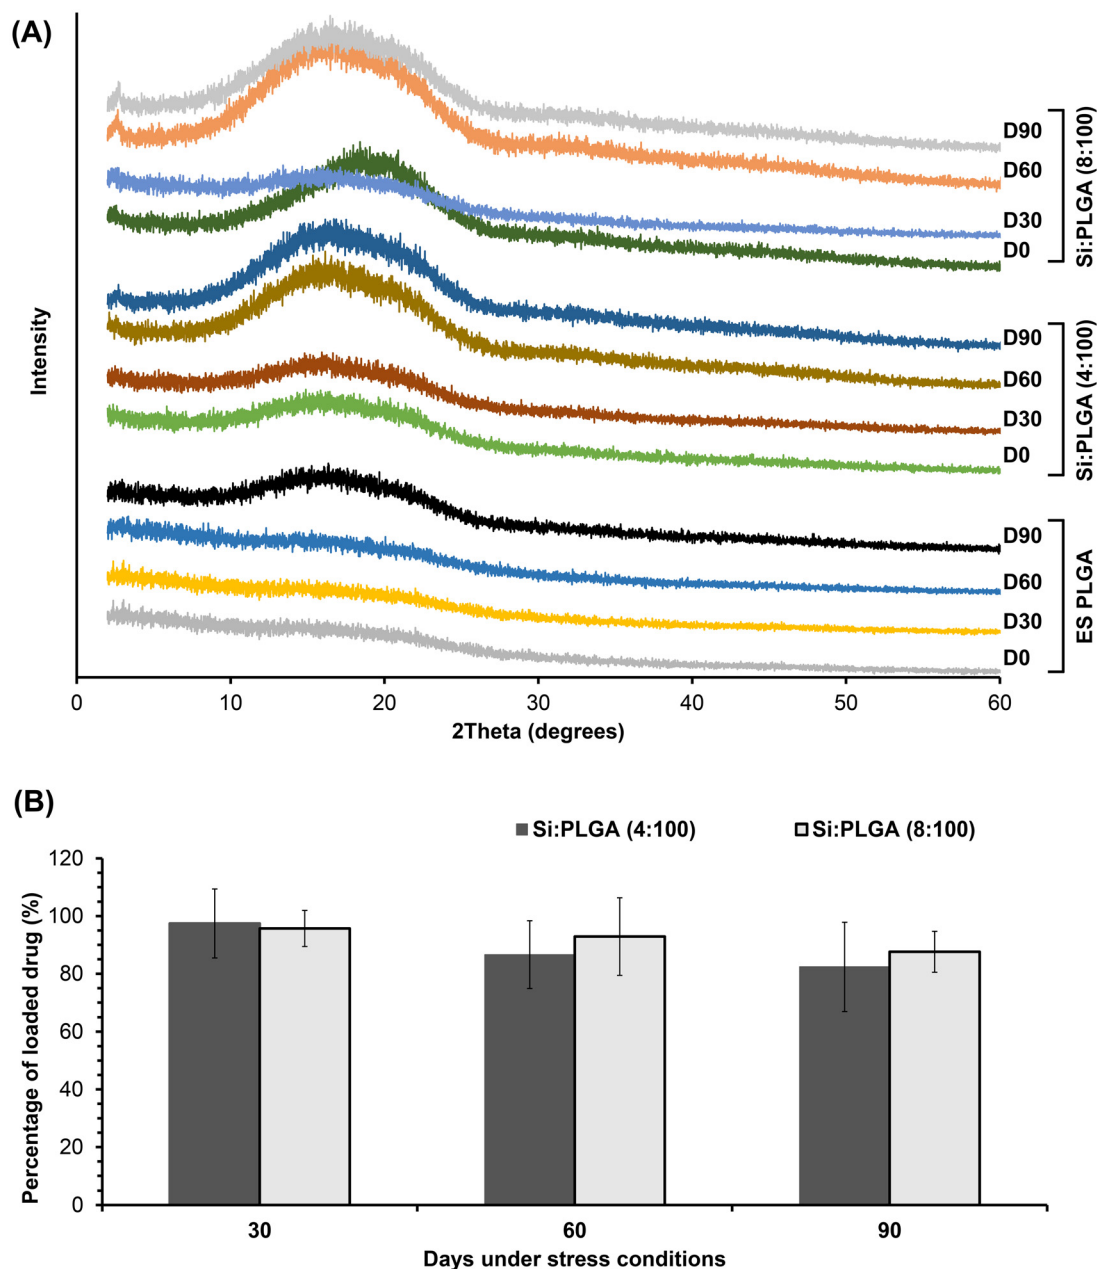 (A)
Intensity
D90
D60
D30
D0
Si:PLGA (8:100)
D90
D60
D30
D0
Si:PLGA (4:100)
D90
D60
D30
D0
ES PLGA
0 10 20 30 40 50 60
2Theta (degrees)
(B)
Si:PLGA (4:100) Si:PLGA (8:100)
Percentage of loaded drug (%)
120
100
80
60
40
20
0
30 60 90
Days under stress conditions